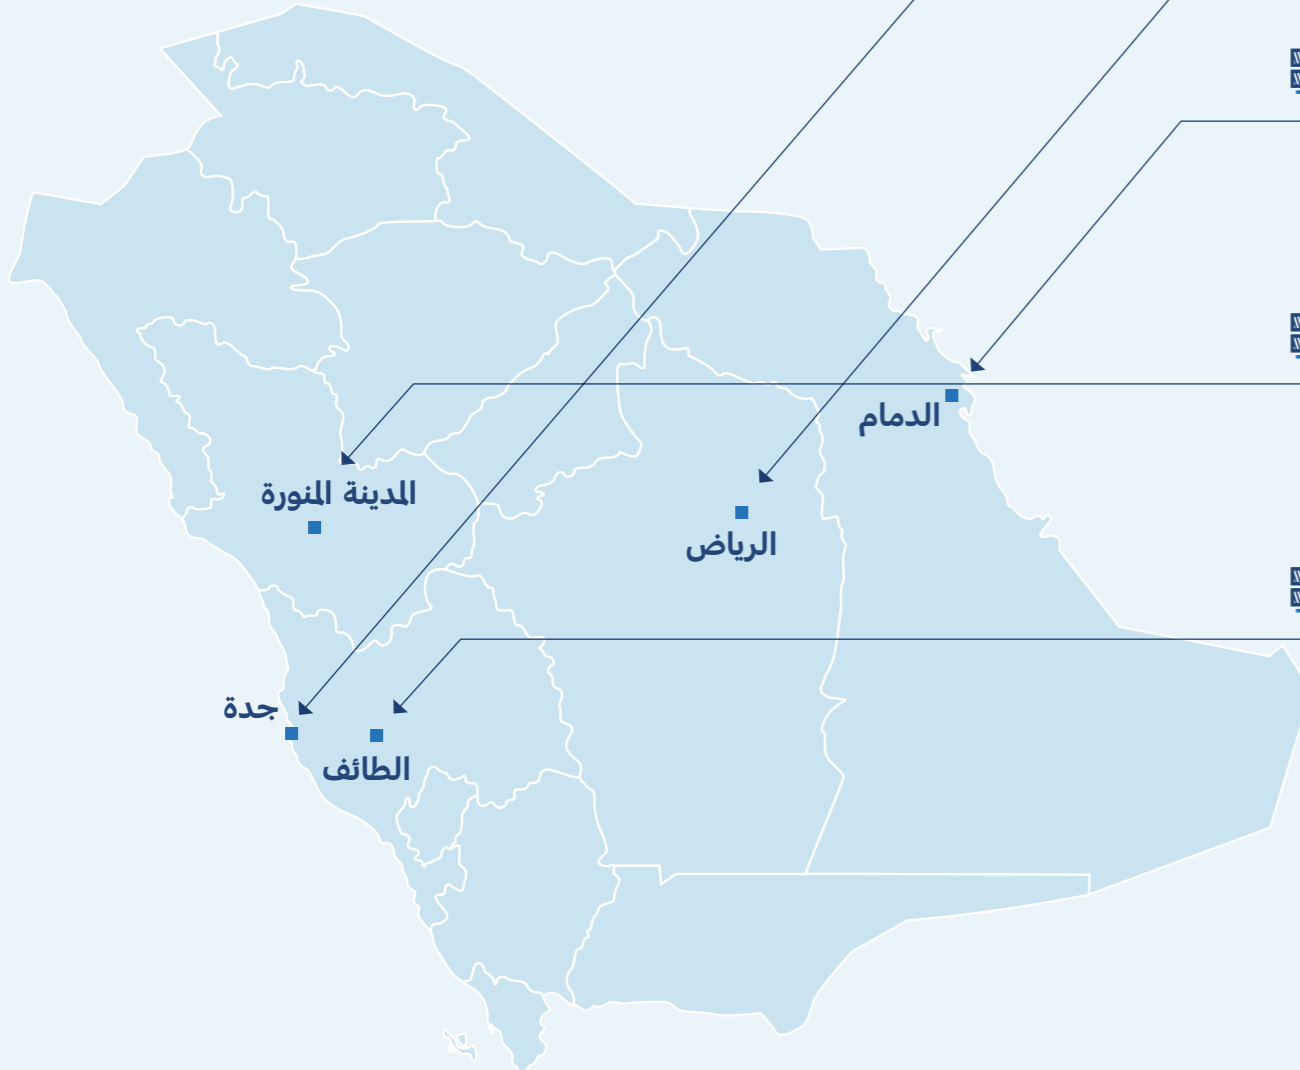 الدمام
المدينة المنورة
الرياض
جدة
الطائف